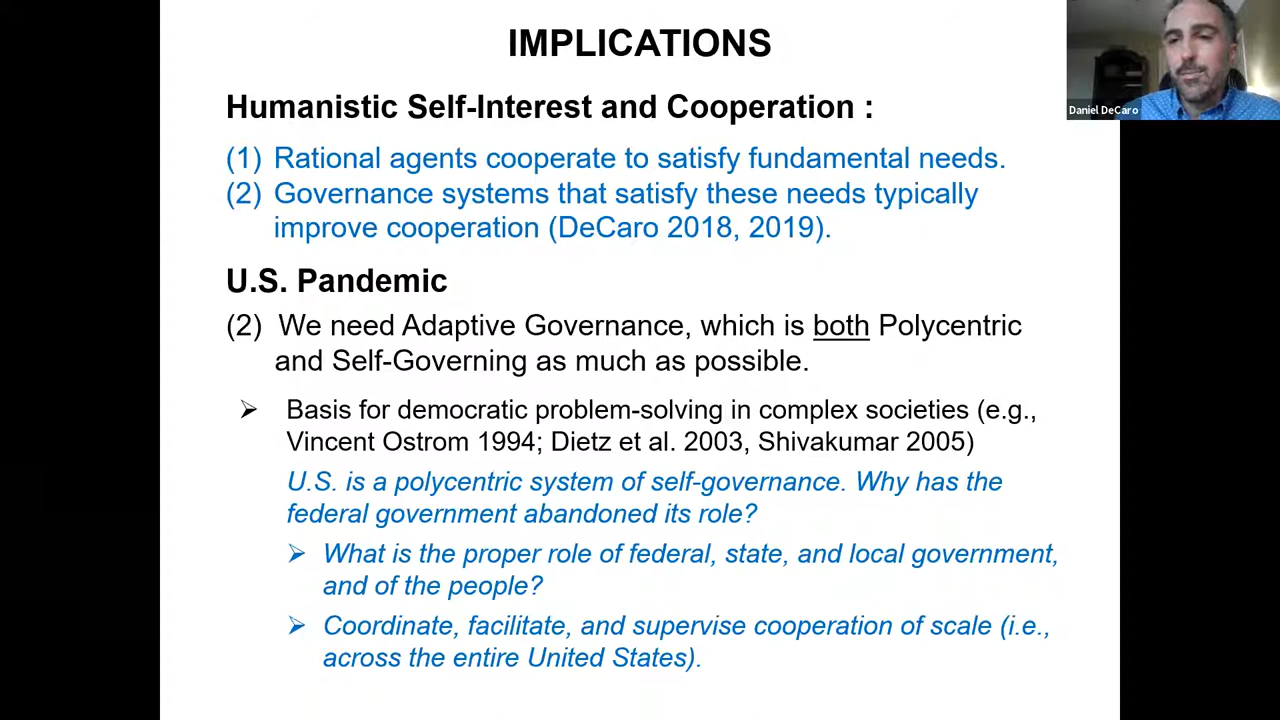 IMPLICATIONS
Daniel DeCaro
Humanistic Self-Interest and Cooperation :
(1) Rational agents cooperate to satisfy fundamental needs.
(2) Governance systems that satisfy these needs typically
improve cooperation (DeCaro 2018, 2019).
U.S. Pandemic
(2) We need Adaptive Governance, which is both Polycentric
and Self-Governing as much as possible.
➢ Basis for democratic problem-solving in complex societies (e.g.,
Vincent Ostrom 1994; Dietz et al. 2003, Shivakumar 2005)
U.S. is a polycentric system of self-governance. Why has the
federal government abandoned its role?
➢ What is the proper role of federal, state, and local government,
and of the people?
➢ Coordinate, facilitate, and supervise cooperation of scale (i.e.,
across the entire United States).